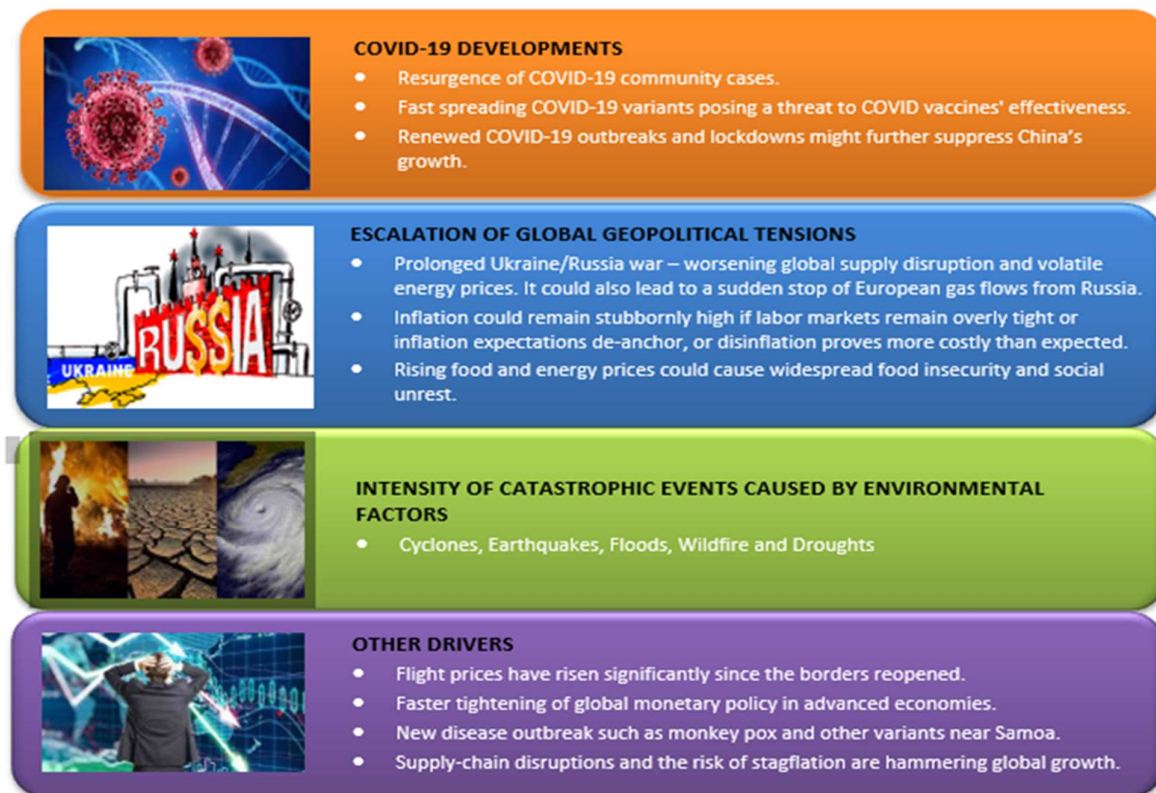 COVID-19 DEVELOPMENTS
• Resurgence of COVID-19 community cases.
• Fast spreading COVID-19 variants posing a threat to COVID vaccines' effectiveness.
• Renewed COVID-19 outbreaks and lockdowns might further suppress China's
growth.
ESCALATION OF GLOBAL GEOPOLITICAL TENSIONS
• Prolonged Ukraine/Russia war – worsening global supply disruption and volatile
energy prices. It could also lead to a sudden stop of European gas flows from Russia.
• Inflation could remain stubbornly high if labor markets remain overly tight or
inflation expectations de-anchor, or disinflation proves more costly than expected.
• Rising food and energy prices could cause widespread food insecurity and social
unrest.
RU$$IA
UKRAINE
INTENSITY OF CATASTROPHIC EVENTS CAUSED BY ENVIRONMENTAL
FACTORS
• Cyclones, Earthquakes, Floods, Wildfire and Droughts
OTHER DRIVERS
• Flight prices have risen significantly since the borders reopened.
• Faster tightening of global monetary policy in advanced economies.
• New disease outbreak such as monkey pox and other variants near Samoa.
• Supply-chain disruptions and the risk of stagflation are hammering global growth.